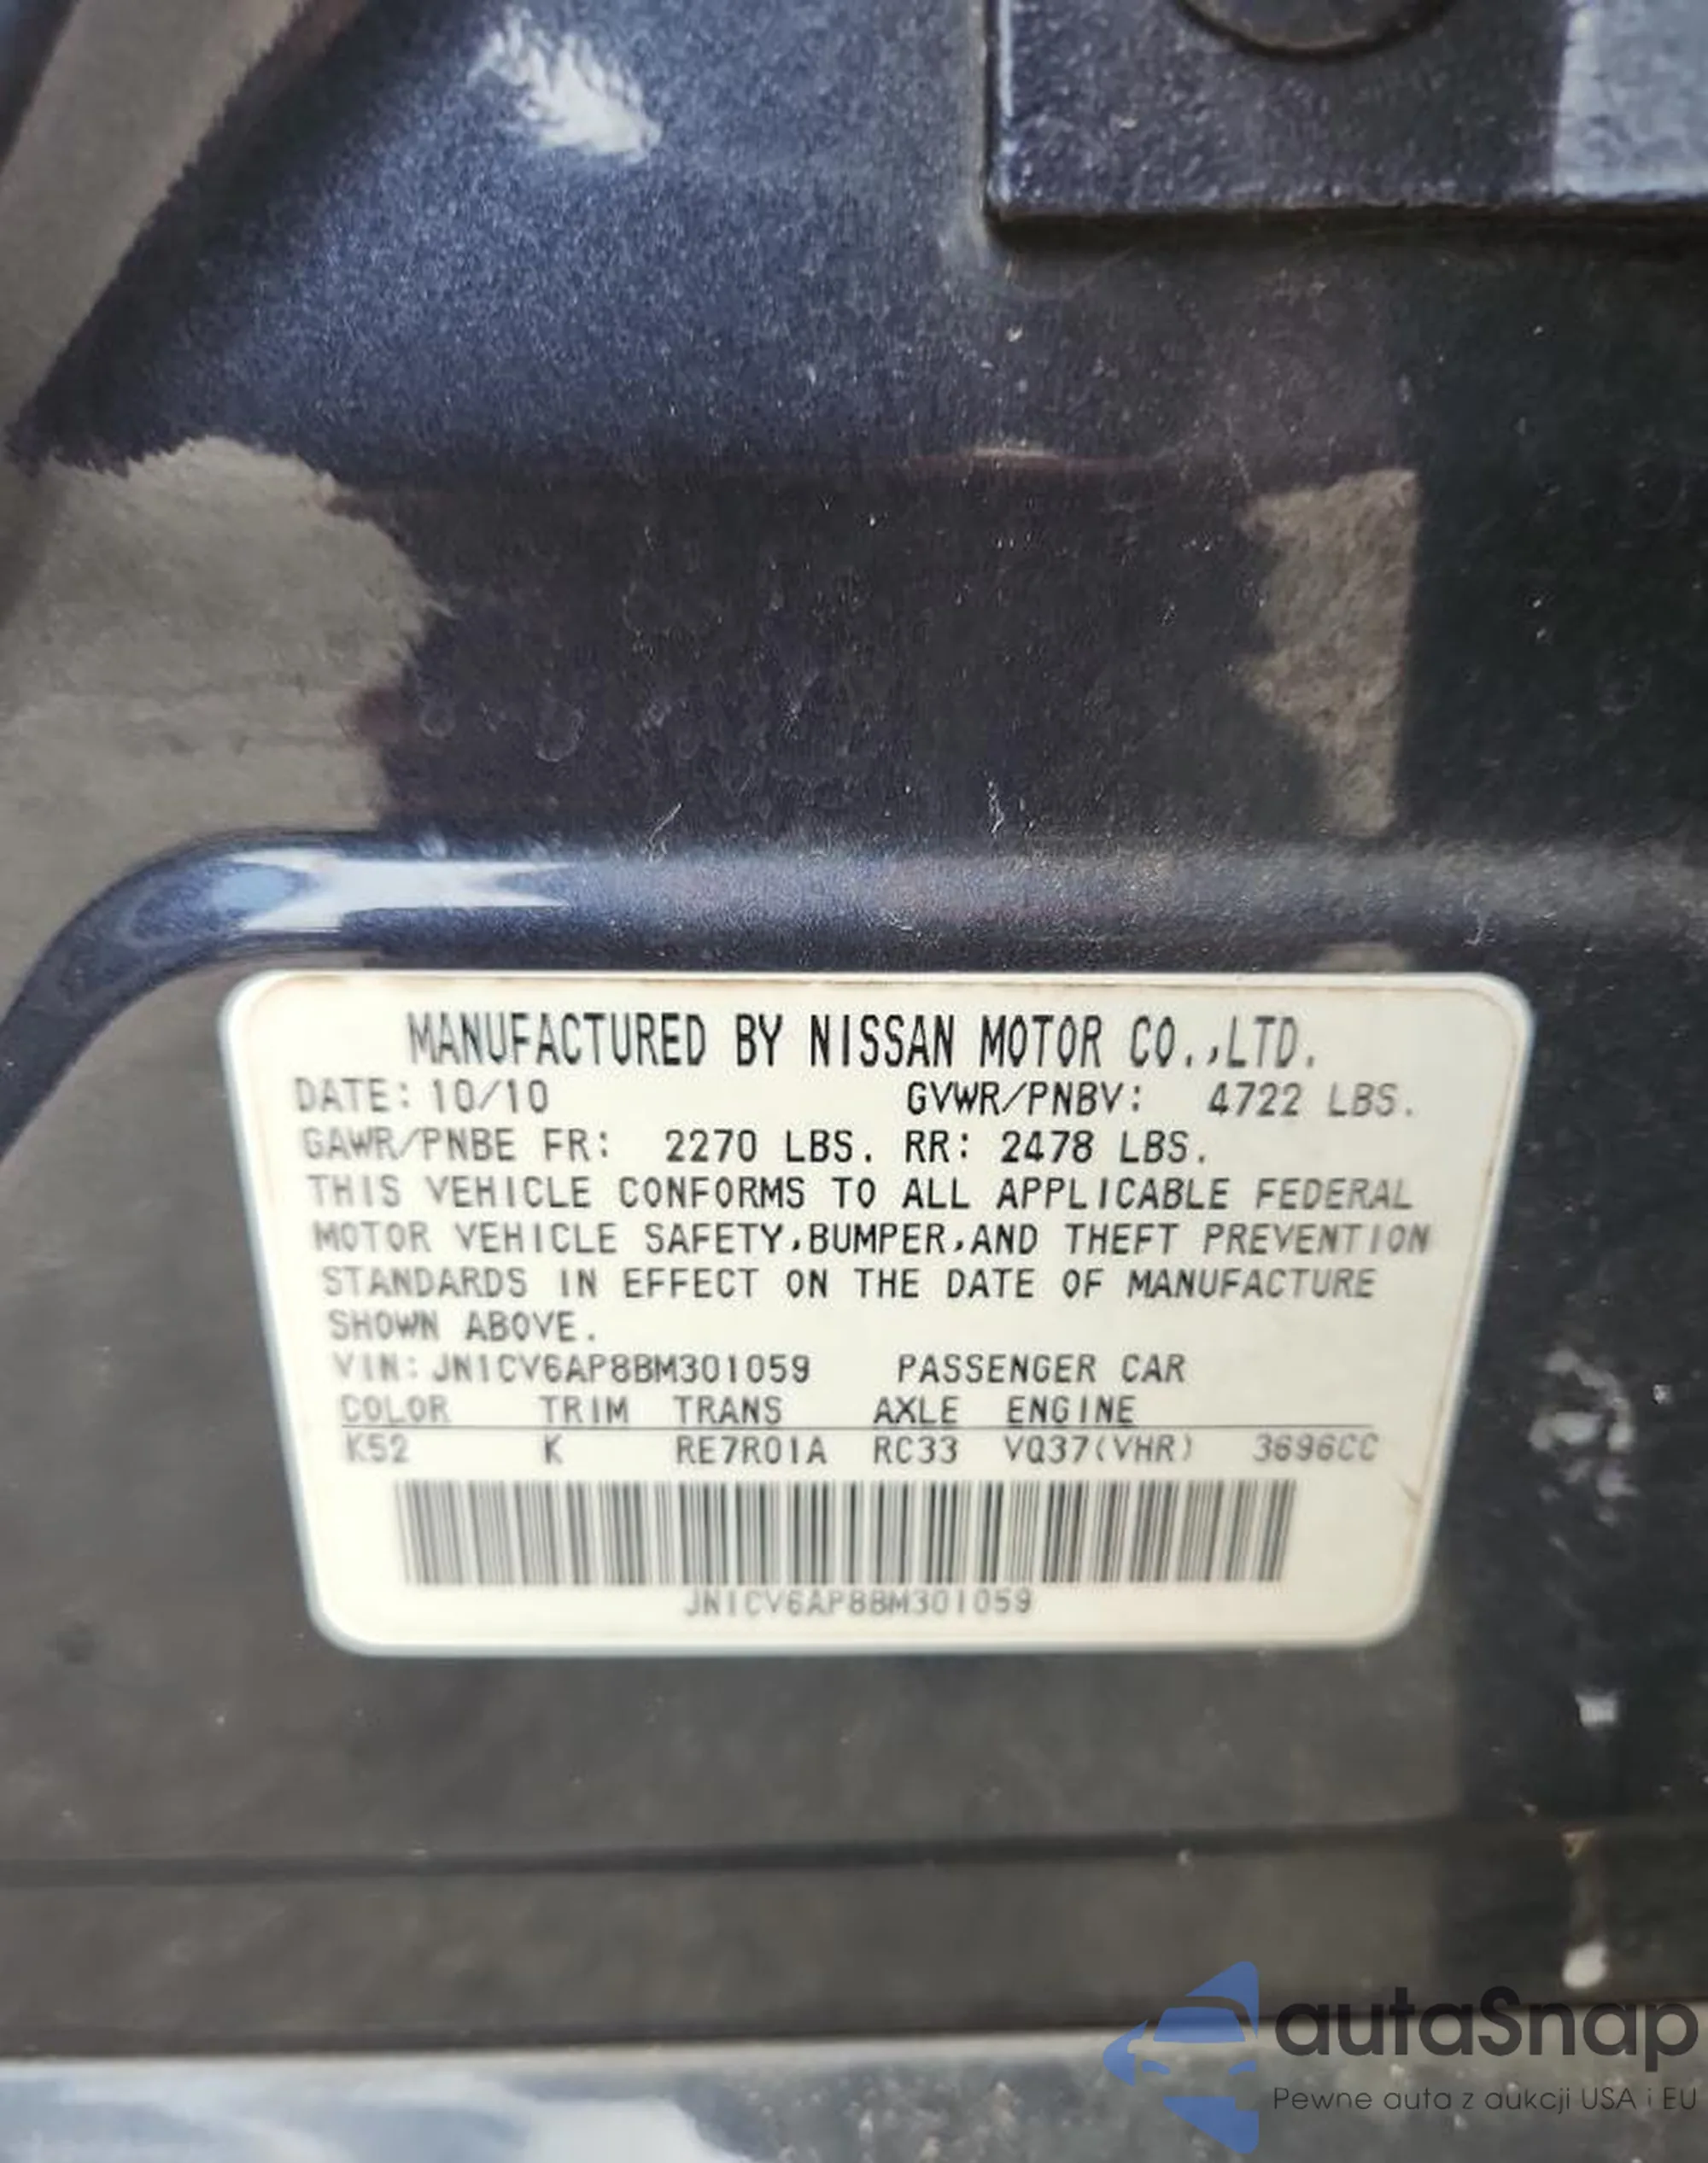 MANUFACTURED BY NISSAN MOTOR CO.,LTD.
DATE: 10/10 GVWR/PNBV: 4722 LBS.
GAWR/PNBE FR: 2270 LBS. RR: 2478 LBS.
THIS VEHICLE CONFORMS TO ALL APPLICABLE FEDERAL
MOTOR VEHICLE SAFETY,BUMPER,AND THEFT PREVENTION
STANDARDS IN EFFECT ON THE DATE OF MANUFACTURE
SHOWN ABOVE.
VIN: JN1CV6AP8BM301059 PASSENGER CAR
COLOR TRIM TRANS AXLE ENGINE
K52 K RE7R01A RC33 VQ37(VHR) 3696CC
JN1CV6AP8BM301059
autaSnap
Pewne auta z aukcji USA i EU